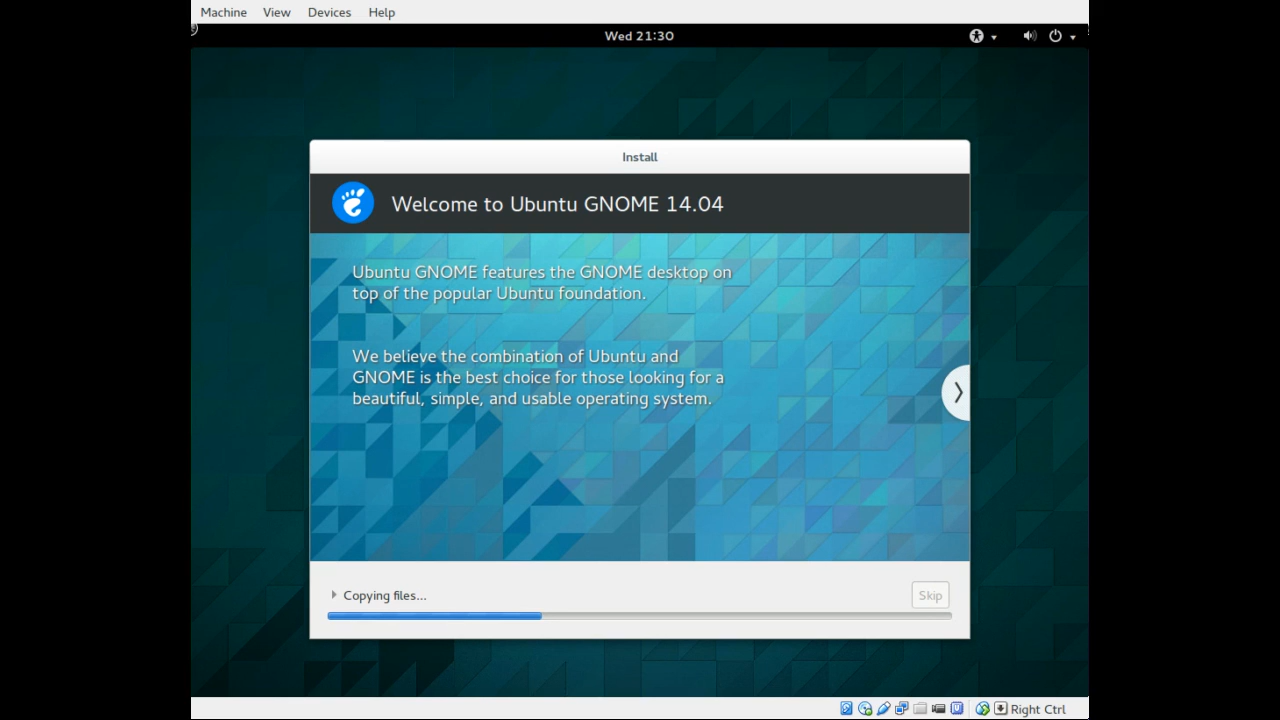 Machine View Devices Help
Wed 21:30
Install
Welcome to Ubuntu GNOME 14.04
Ubuntu GNOME features the GNOME desktop on
top of the popular Ubuntu foundation.
We believe the combination of Ubuntu and
GNOME is the best choice for those looking for a
beautiful, simple, and usable operating system.
Copying files...
Skip
Right Ctrl